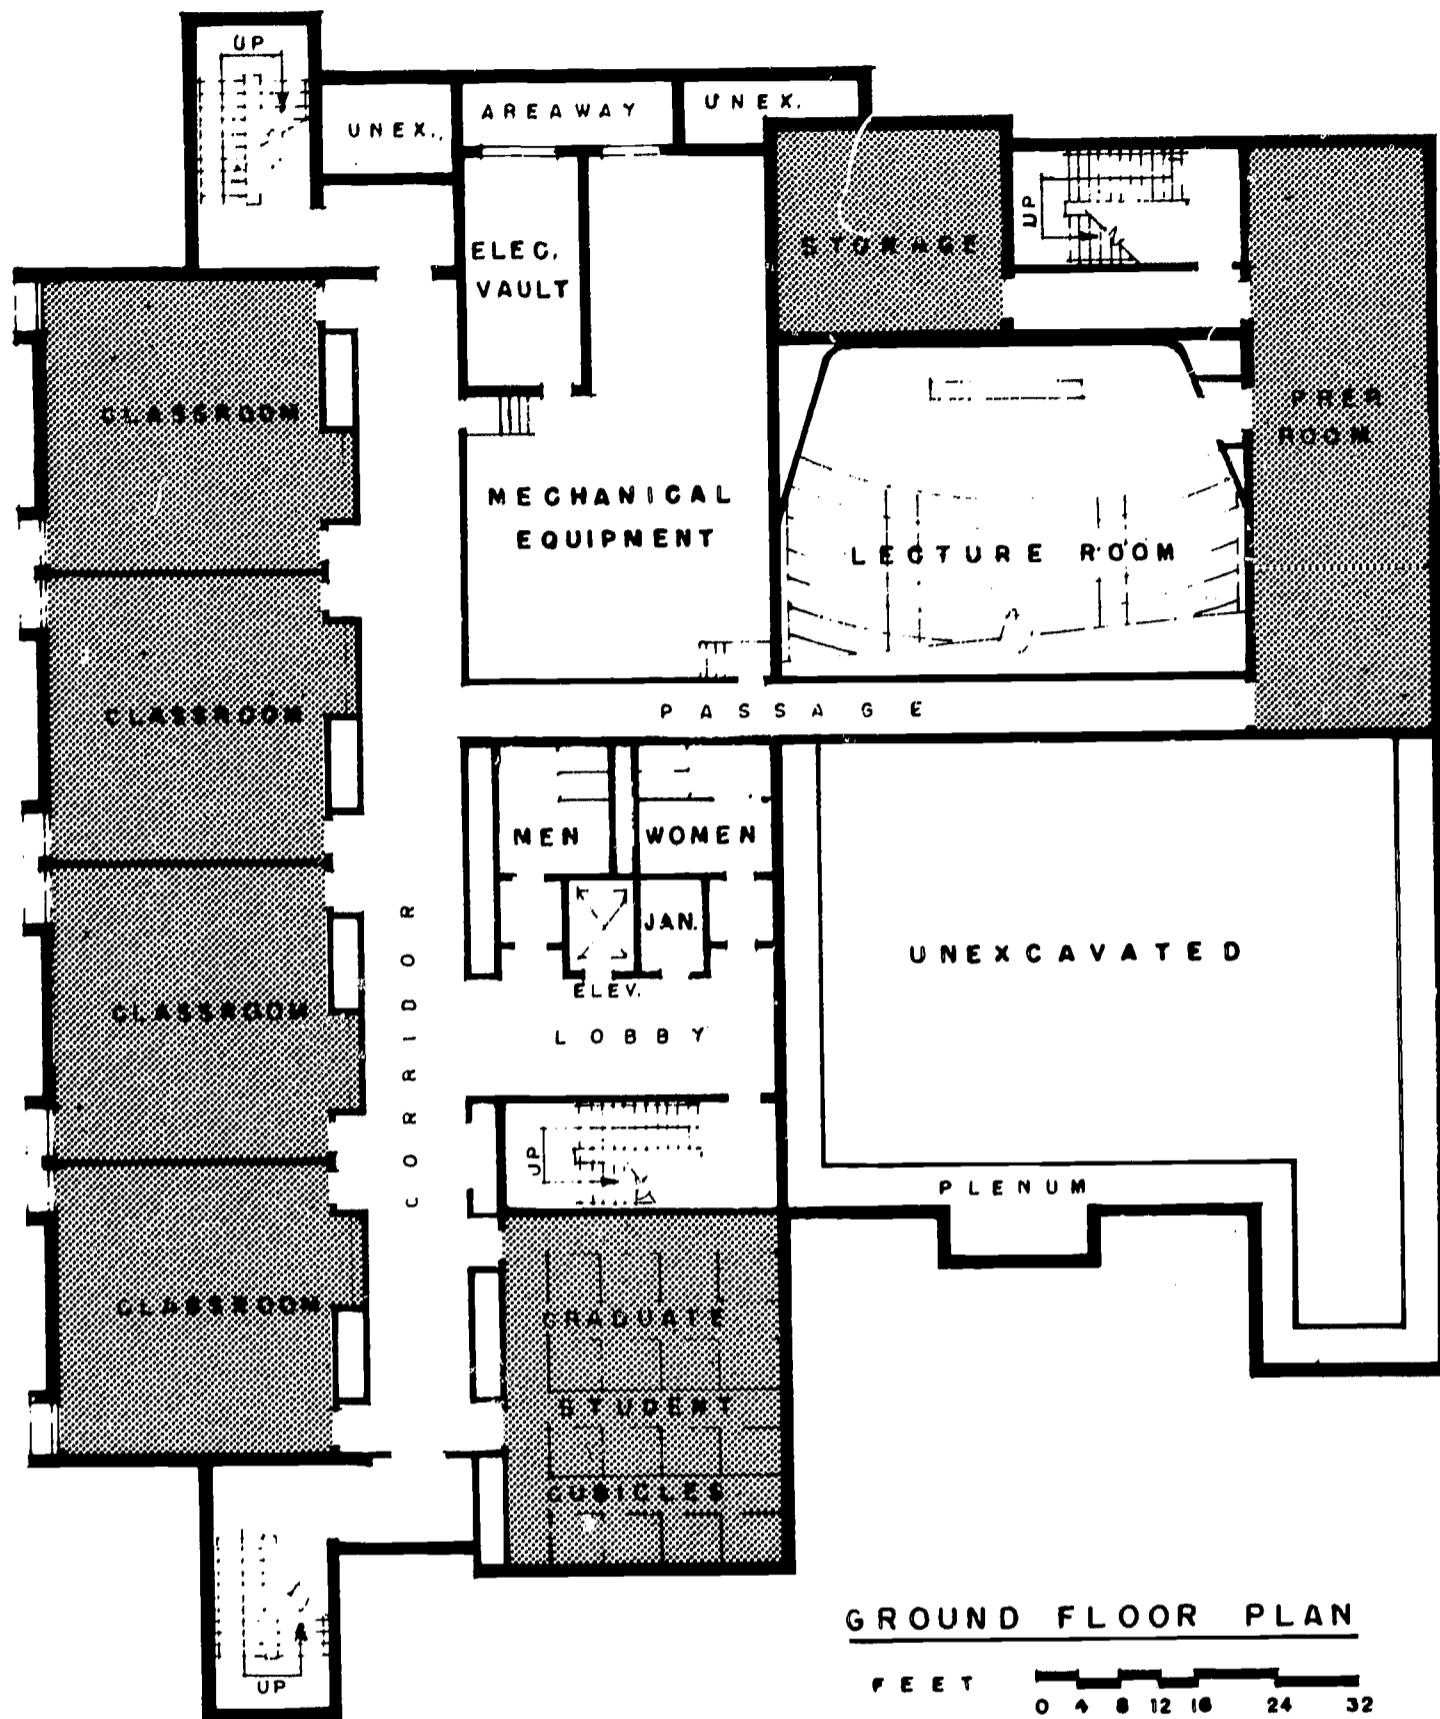 UP
UNEX.
AREAWAY
UNEX.
STORAGE
UP
ELEC.
VAULT
CLASSROOM
PREP.
ROOM
MECHANICAL
EQUIPMENT
LECTURE ROOM
CLASSROOM
PASSAGE
MEN
WOMEN
JAN.
CORRIDOR
UNEXCAVATED
ELEV.
CLASSROOM
LOBBY
UP
PLENUM
CLASSROOM
GRADUATE
STUDENT
CUBICLES
UP
GROUND FLOOR PLAN
FEET
0 4 8 12 16 24 32